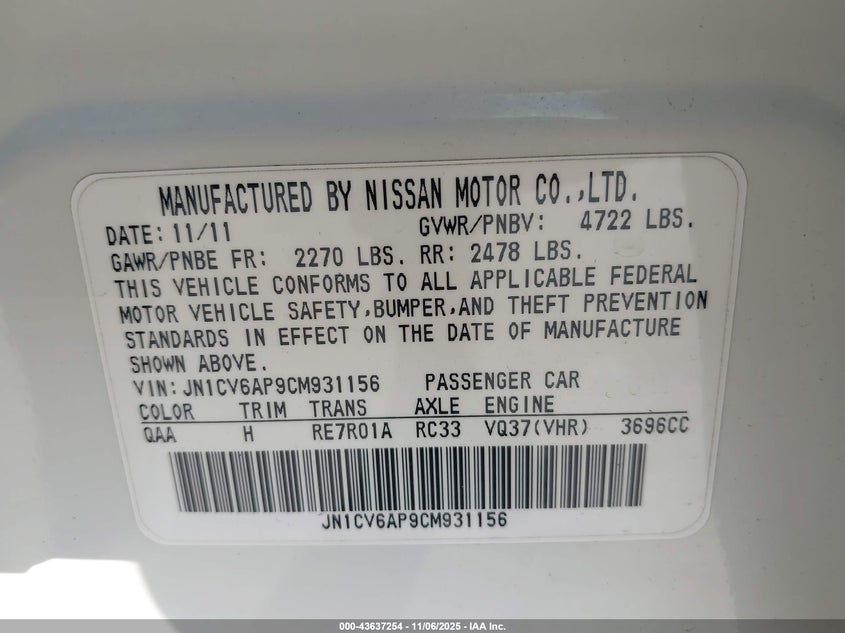 MANUFACTURED BY NISSAN MOTOR CO.,LTD.
DATE: 11/11 GVWR/PNBV: 4722 LBS.
GAWR/PNBE FR: 2270 LBS. RR: 2478 LBS.
THIS VEHICLE CONFORMS TO ALL APPLICABLE FEDERAL
MOTOR VEHICLE SAFETY,BUMPER,AND THEFT PREVENTION
STANDARDS IN EFFECT ON THE DATE OF MANUFACTURE
SHOWN ABOVE.
VIN:JN1CV6AP9CM931156 PASSENGER CAR
COLOR TRIM TRANS AXLE ENGINE
QAA H RE7R01A RC33 VQ37(VHR) 3696CC
JN1CV6AP9CM931156
000-43637254 - 11/06/2025 - IAA Inc.